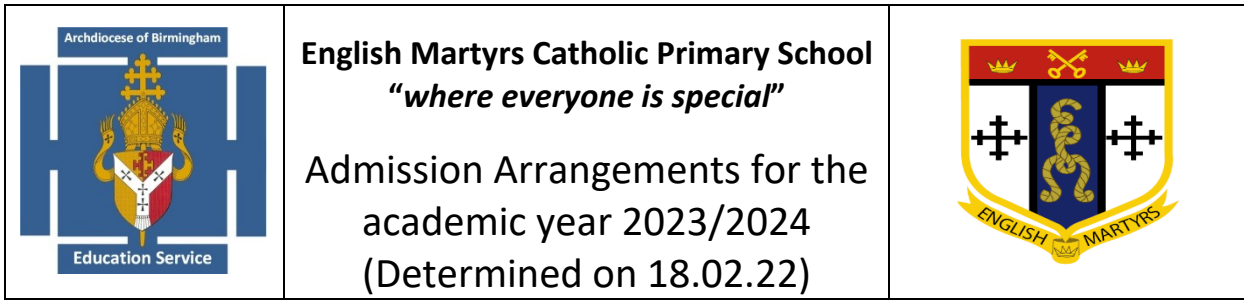 Archdiocese of Birmingham
Education Service
English Martyrs Catholic Primary School
“where everyone is special”
Admission Arrangements for the
academic year 2023/2024
(Determined on 18.02.22)
ENGLISH MARTYRS